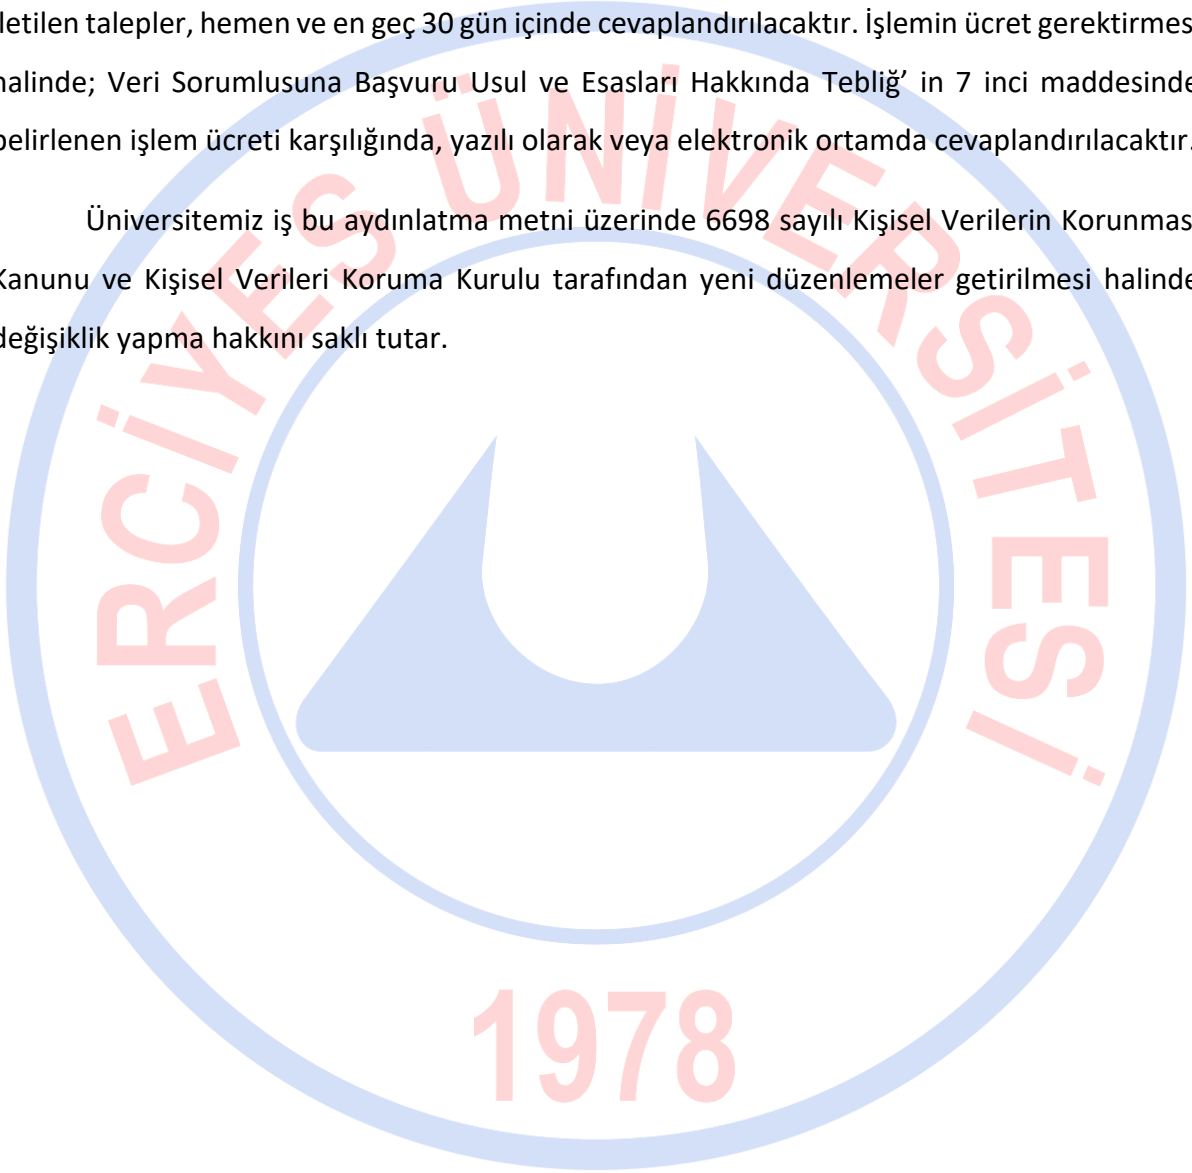 letilen talepler, hemen ve en geç 30 gün içinde cevaplandırılacaktır. İşlemin ücret gerektirmes
halinde; Veri Sorumlusuna Başvuru Usul ve Esasları Hakkında Tebliğ’ in 7 inci maddesinde
belirlenen işlem ücreti karşılığında, yazılı olarak veya elektronik ortamda cevaplandırılacaktır.
Üniversitemiz iş bu aydınlatma metni üzerinde 6698 sayılı Kişisel Verilerin Korunmas
Kanunu ve Kişisel Verileri Koruma Kurulu tarafından yeni düzenlemeler getirilmesi halinde
değişiklik yapma hakkını saklı tutar.
ERCİYES ÜNİVERSİTESİ
1978